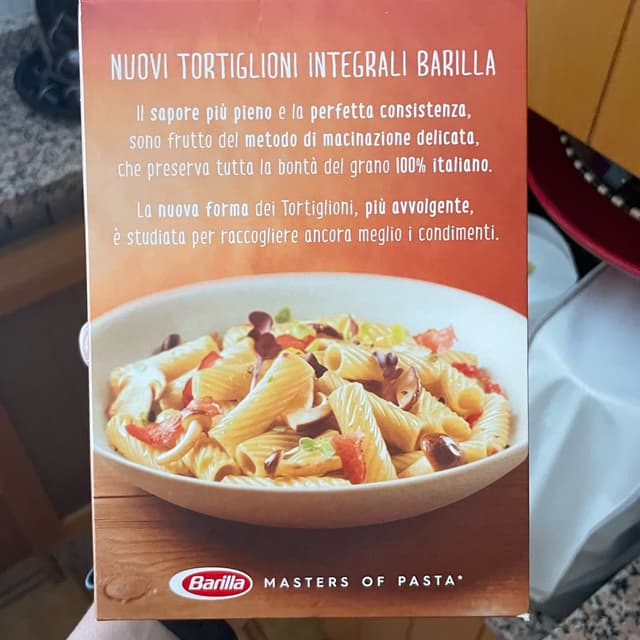 NUOVI TORTIGLIONI INTEGRALI BARILLA
Il sapore più pieno e la perfetta consistenza,
sono frutto del metodo di macinazione delicata,
che preserva tutta la bontà del grano 100% italiano.
La nuova forma dei Tortiglioni, più avvolgente,
è studiata per raccogliere ancora meglio i condimenti.
Barilla MASTERS OF PASTA*